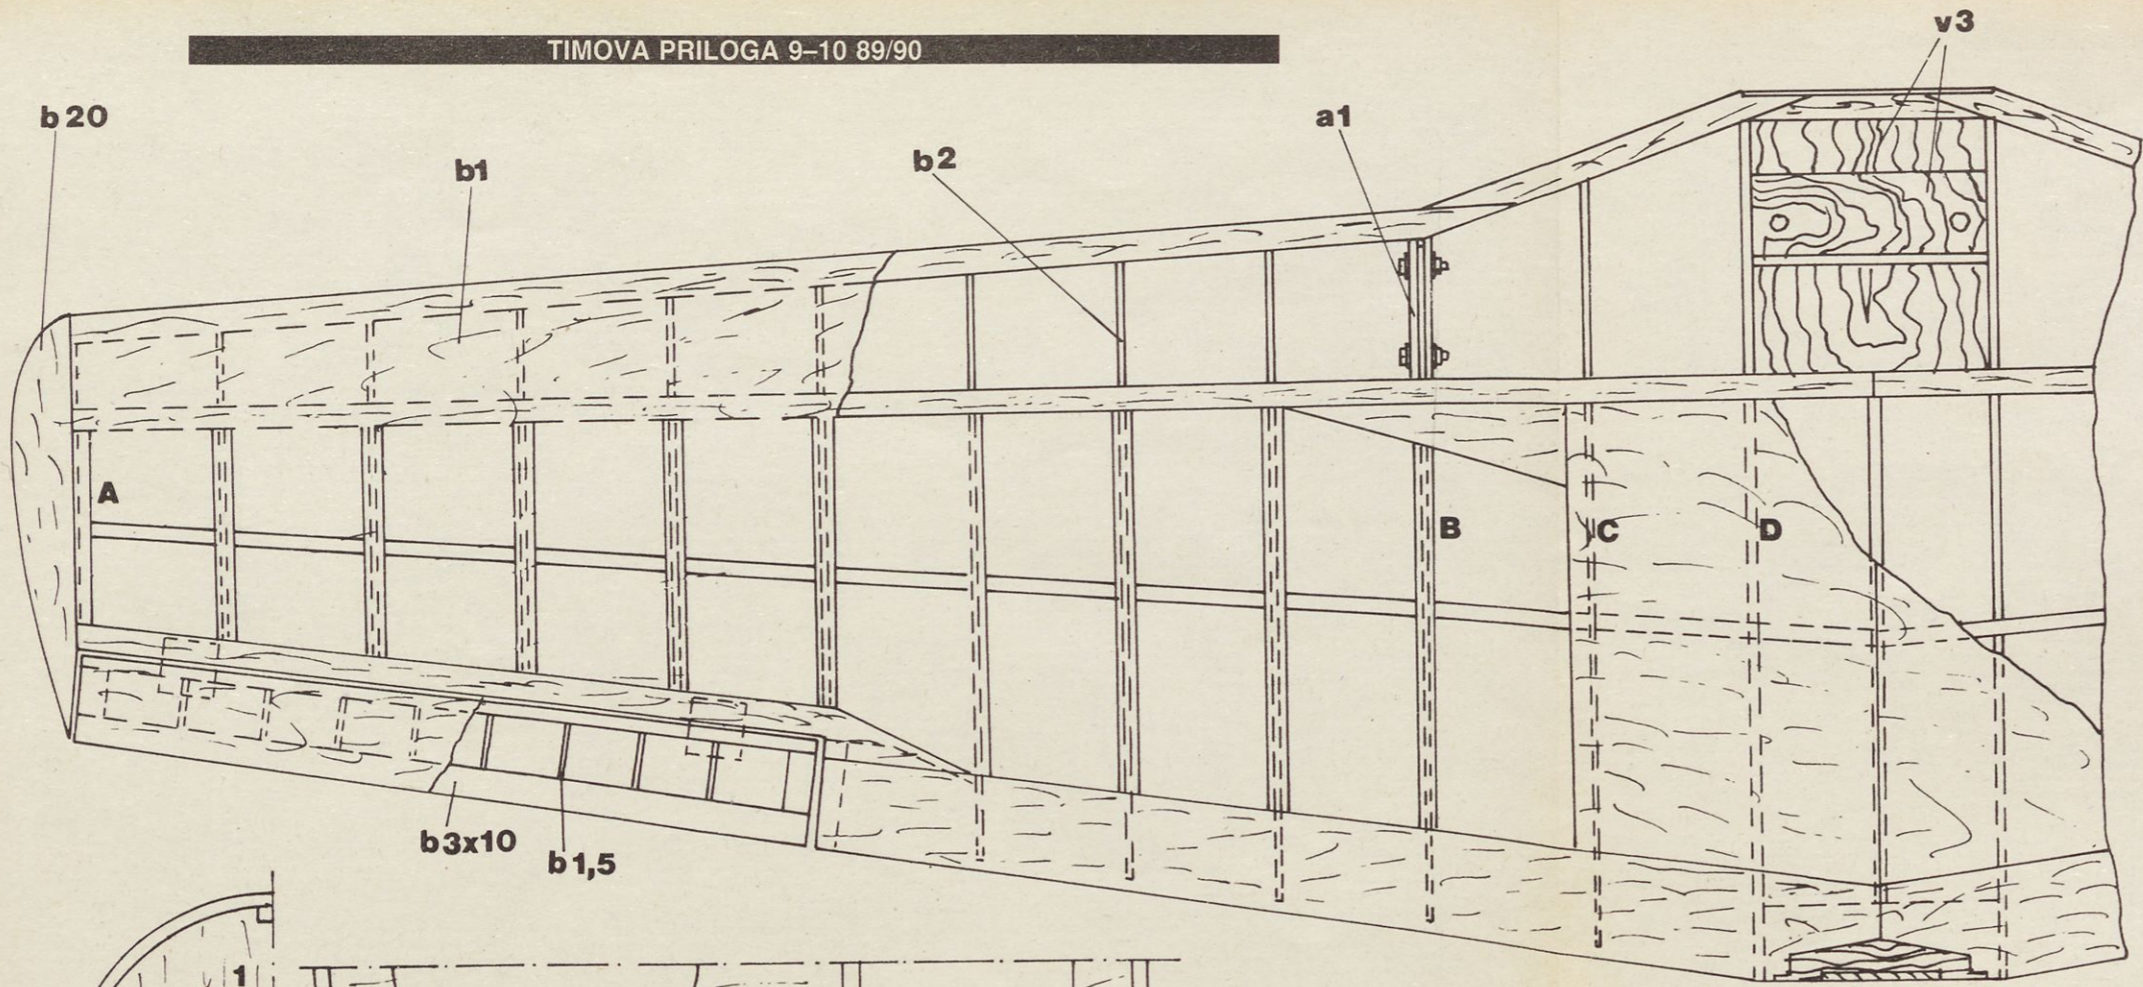 TIMOVA PRILOGA 9–10 89/90
v3
b20
a1
b1
b2
A
B
C
D
b3x10
b1,5
1